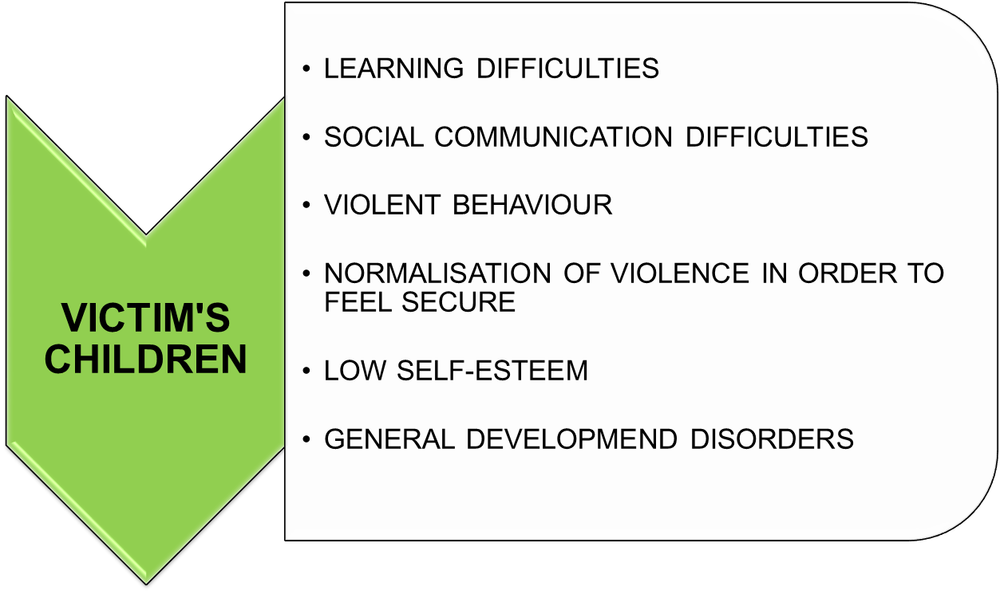 VICTIM'S
CHILDREN
• LEARNING DIFFICULTIES
• SOCIAL COMMUNICATION DIFFICULTIES
• VIOLENT BEHAVIOUR
• NORMALISATION OF VIOLENCE IN ORDER TO
FEEL SECURE
• LOW SELF-ESTEEM
• GENERAL DEVELOPMEND DISORDERS